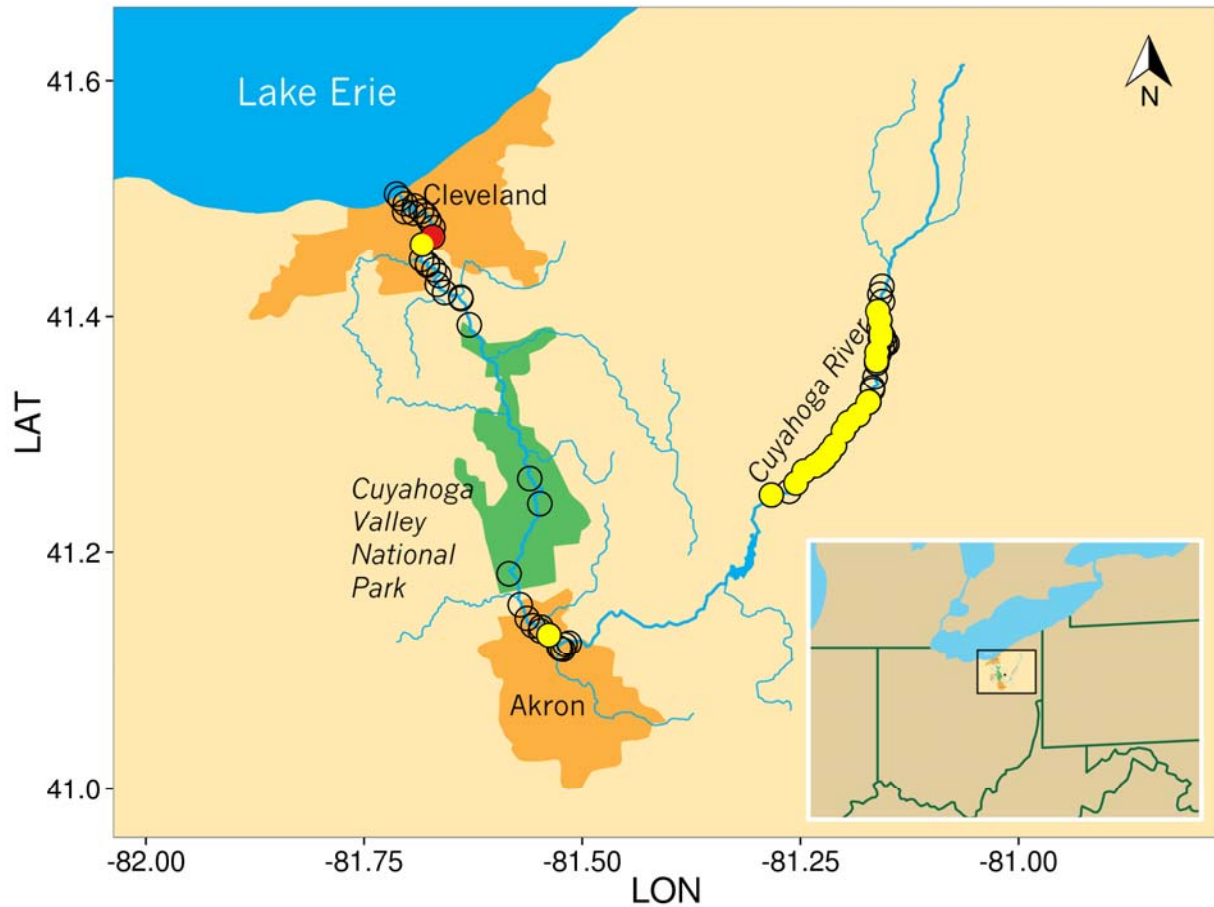 41.6
Lake Erie
N
Cleveland
41.4
LAT
Cuyahoga River
Cuyahoga
Valley
National
Park
41.2
Akron
41.0
-82.00
-81.75
-81.50
-81.25
-81.00
LON